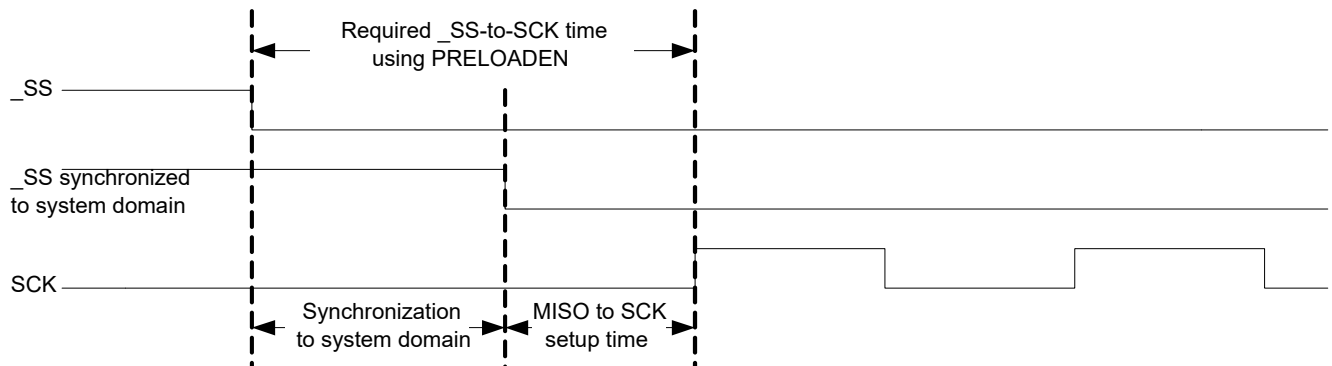 Required _SS-to-SCK time
using PRELOADEN
_SS
_SS synchronized
to system domain
SCK
Synchronization
to system domain
MISO to SCK
setup time